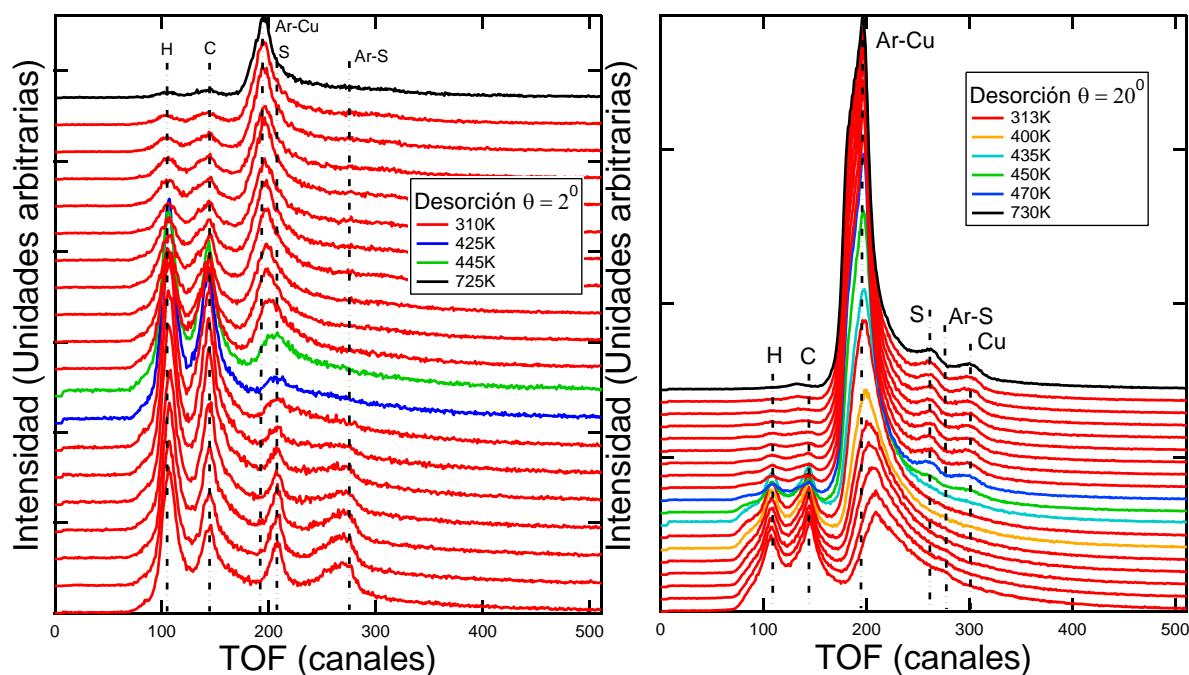 Intensidad (Unidades arbitrarias)
H
C
Ar-Cu
S
Ar-S
Desorción θ = 2⁰
310K
425K
445K
725K
0
100
200
300
400
500
TOF (canales)
Intensidad (Unidades arbitrarias)
Ar-Cu
Desorción θ = 20⁰
313K
400K
435K
450K
470K
730K
S
Ar-S
Cu
H
C
0
100
200
300
400
500
TOF (canales)